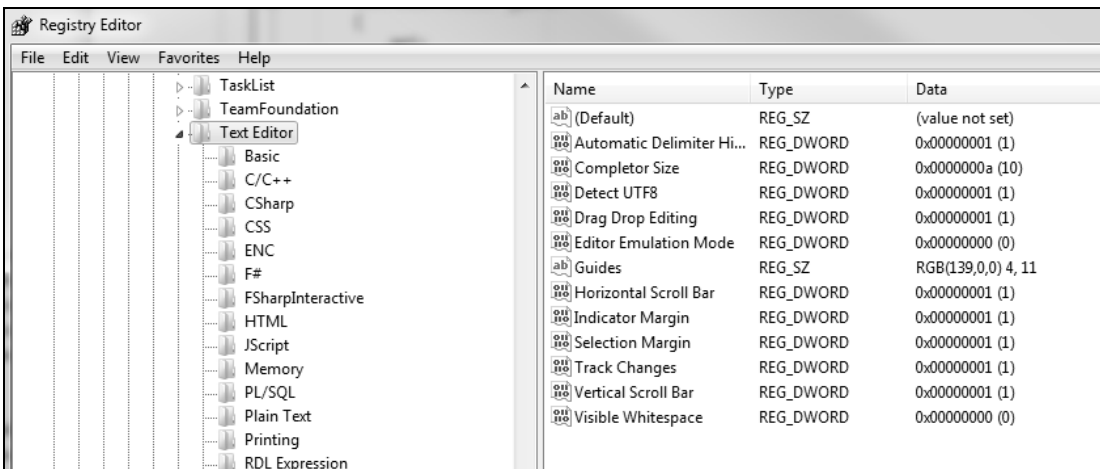 Registry Editor
File Edit View Favorites Help
TaskList
TeamFoundation
Text Editor
Basic
C/C++
CSharp
CSS
ENC
F#
FSharpInteractive
HTML
JScript
Memory
PL/SQL
Plain Text
Printing
RDL Expression
Name Type Data
(Default) REG_SZ (value not set)
Automatic Delimiter Hi... REG_DWORD 0x00000001 (1)
Completor Size REG_DWORD 0x0000000a (10)
Detect UTF8 REG_DWORD 0x00000001 (1)
Drag Drop Editing REG_DWORD 0x00000001 (1)
Editor Emulation Mode REG_DWORD 0x00000000 (0)
Guides REG_SZ RGB(139,0,0) 4, 11
Horizontal Scroll Bar REG_DWORD 0x00000001 (1)
Indicator Margin REG_DWORD 0x00000001 (1)
Selection Margin REG_DWORD 0x00000001 (1)
Track Changes REG_DWORD 0x00000001 (1)
Vertical Scroll Bar REG_DWORD 0x00000001 (1)
Visible Whitespace REG_DWORD 0x00000000 (0)